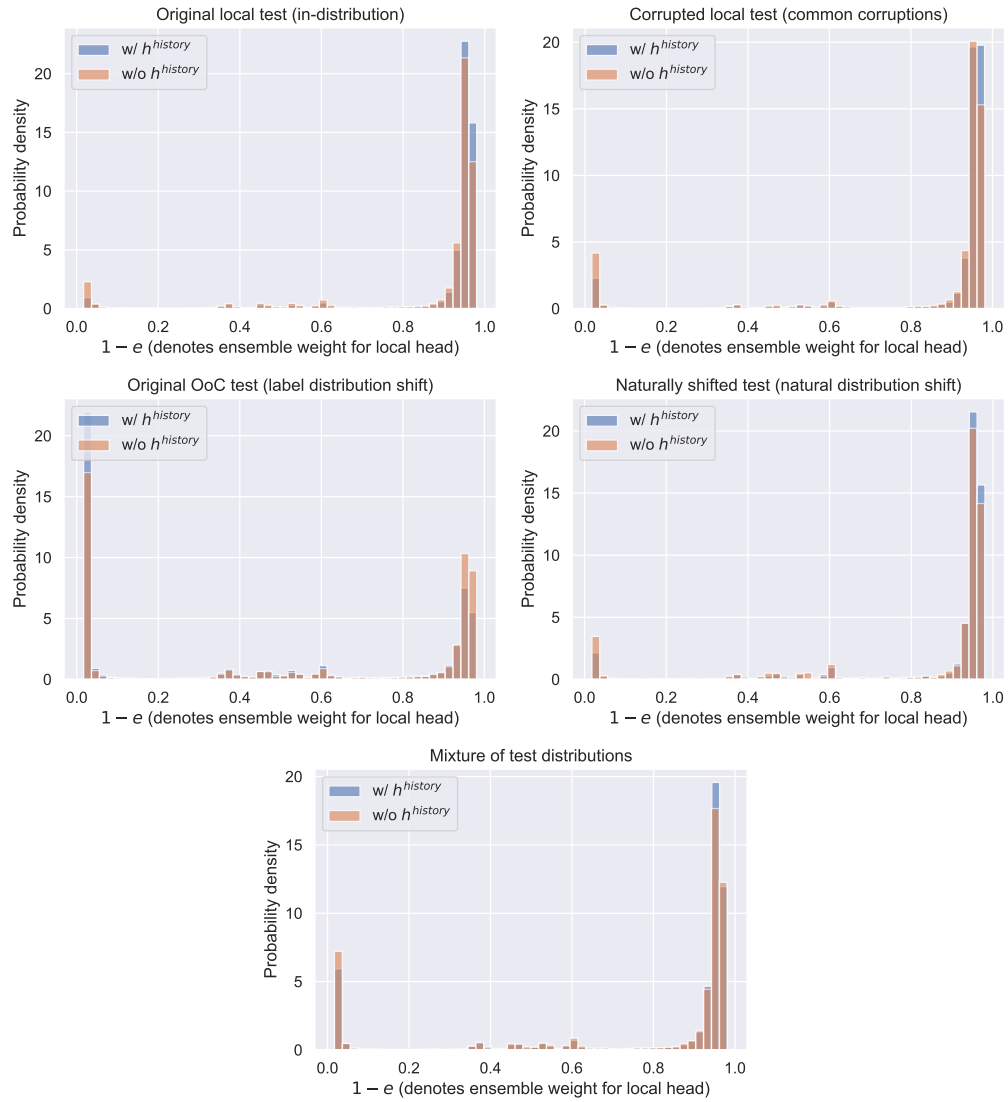 Original local test (in-distribution)
w/ h^history
w/o h^history
Probability density
20
15
10
5
0
0.0 0.2 0.4 0.6 0.8 1.0
1 − e (denotes ensemble weight for local head)
Corrupted local test (common corruptions)
w/ h^history
w/o h^history
Probability density
20
15
10
5
0
0.0 0.2 0.4 0.6 0.8 1.0
1 − e (denotes ensemble weight for local head)
Original OoC test (label distribution shift)
w/ h^history
w/o h^history
Probability density
20
15
10
5
0
0.0 0.2 0.4 0.6 0.8 1.0
1 − e (denotes ensemble weight for local head)
Naturally shifted test (natural distribution shift)
w/ h^history
w/o h^history
Probability density
20
15
10
5
0
0.0 0.2 0.4 0.6 0.8 1.0
1 − e (denotes ensemble weight for local head)
Mixture of test distributions
w/ h^history
w/o h^history
Probability density
20
15
10
5
0
0.0 0.2 0.4 0.6 0.8 1.0
1 − e (denotes ensemble weight for local head)